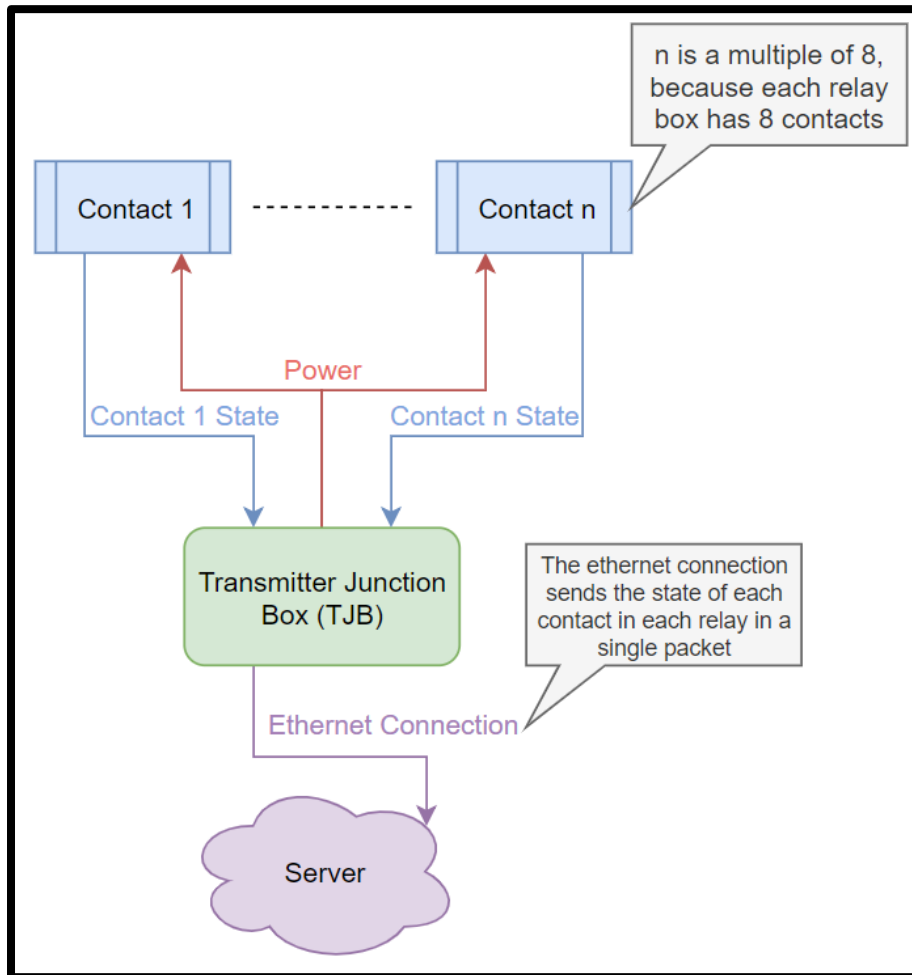 n is a multiple of 8,
because each relay
box has 8 contacts
Contact 1
Contact n
Power
Contact 1 State
Contact n State
Transmitter Junction
Box (TJB)
The ethernet connection
sends the state of each
contact in each relay in a
single packet
Ethernet Connection
Server